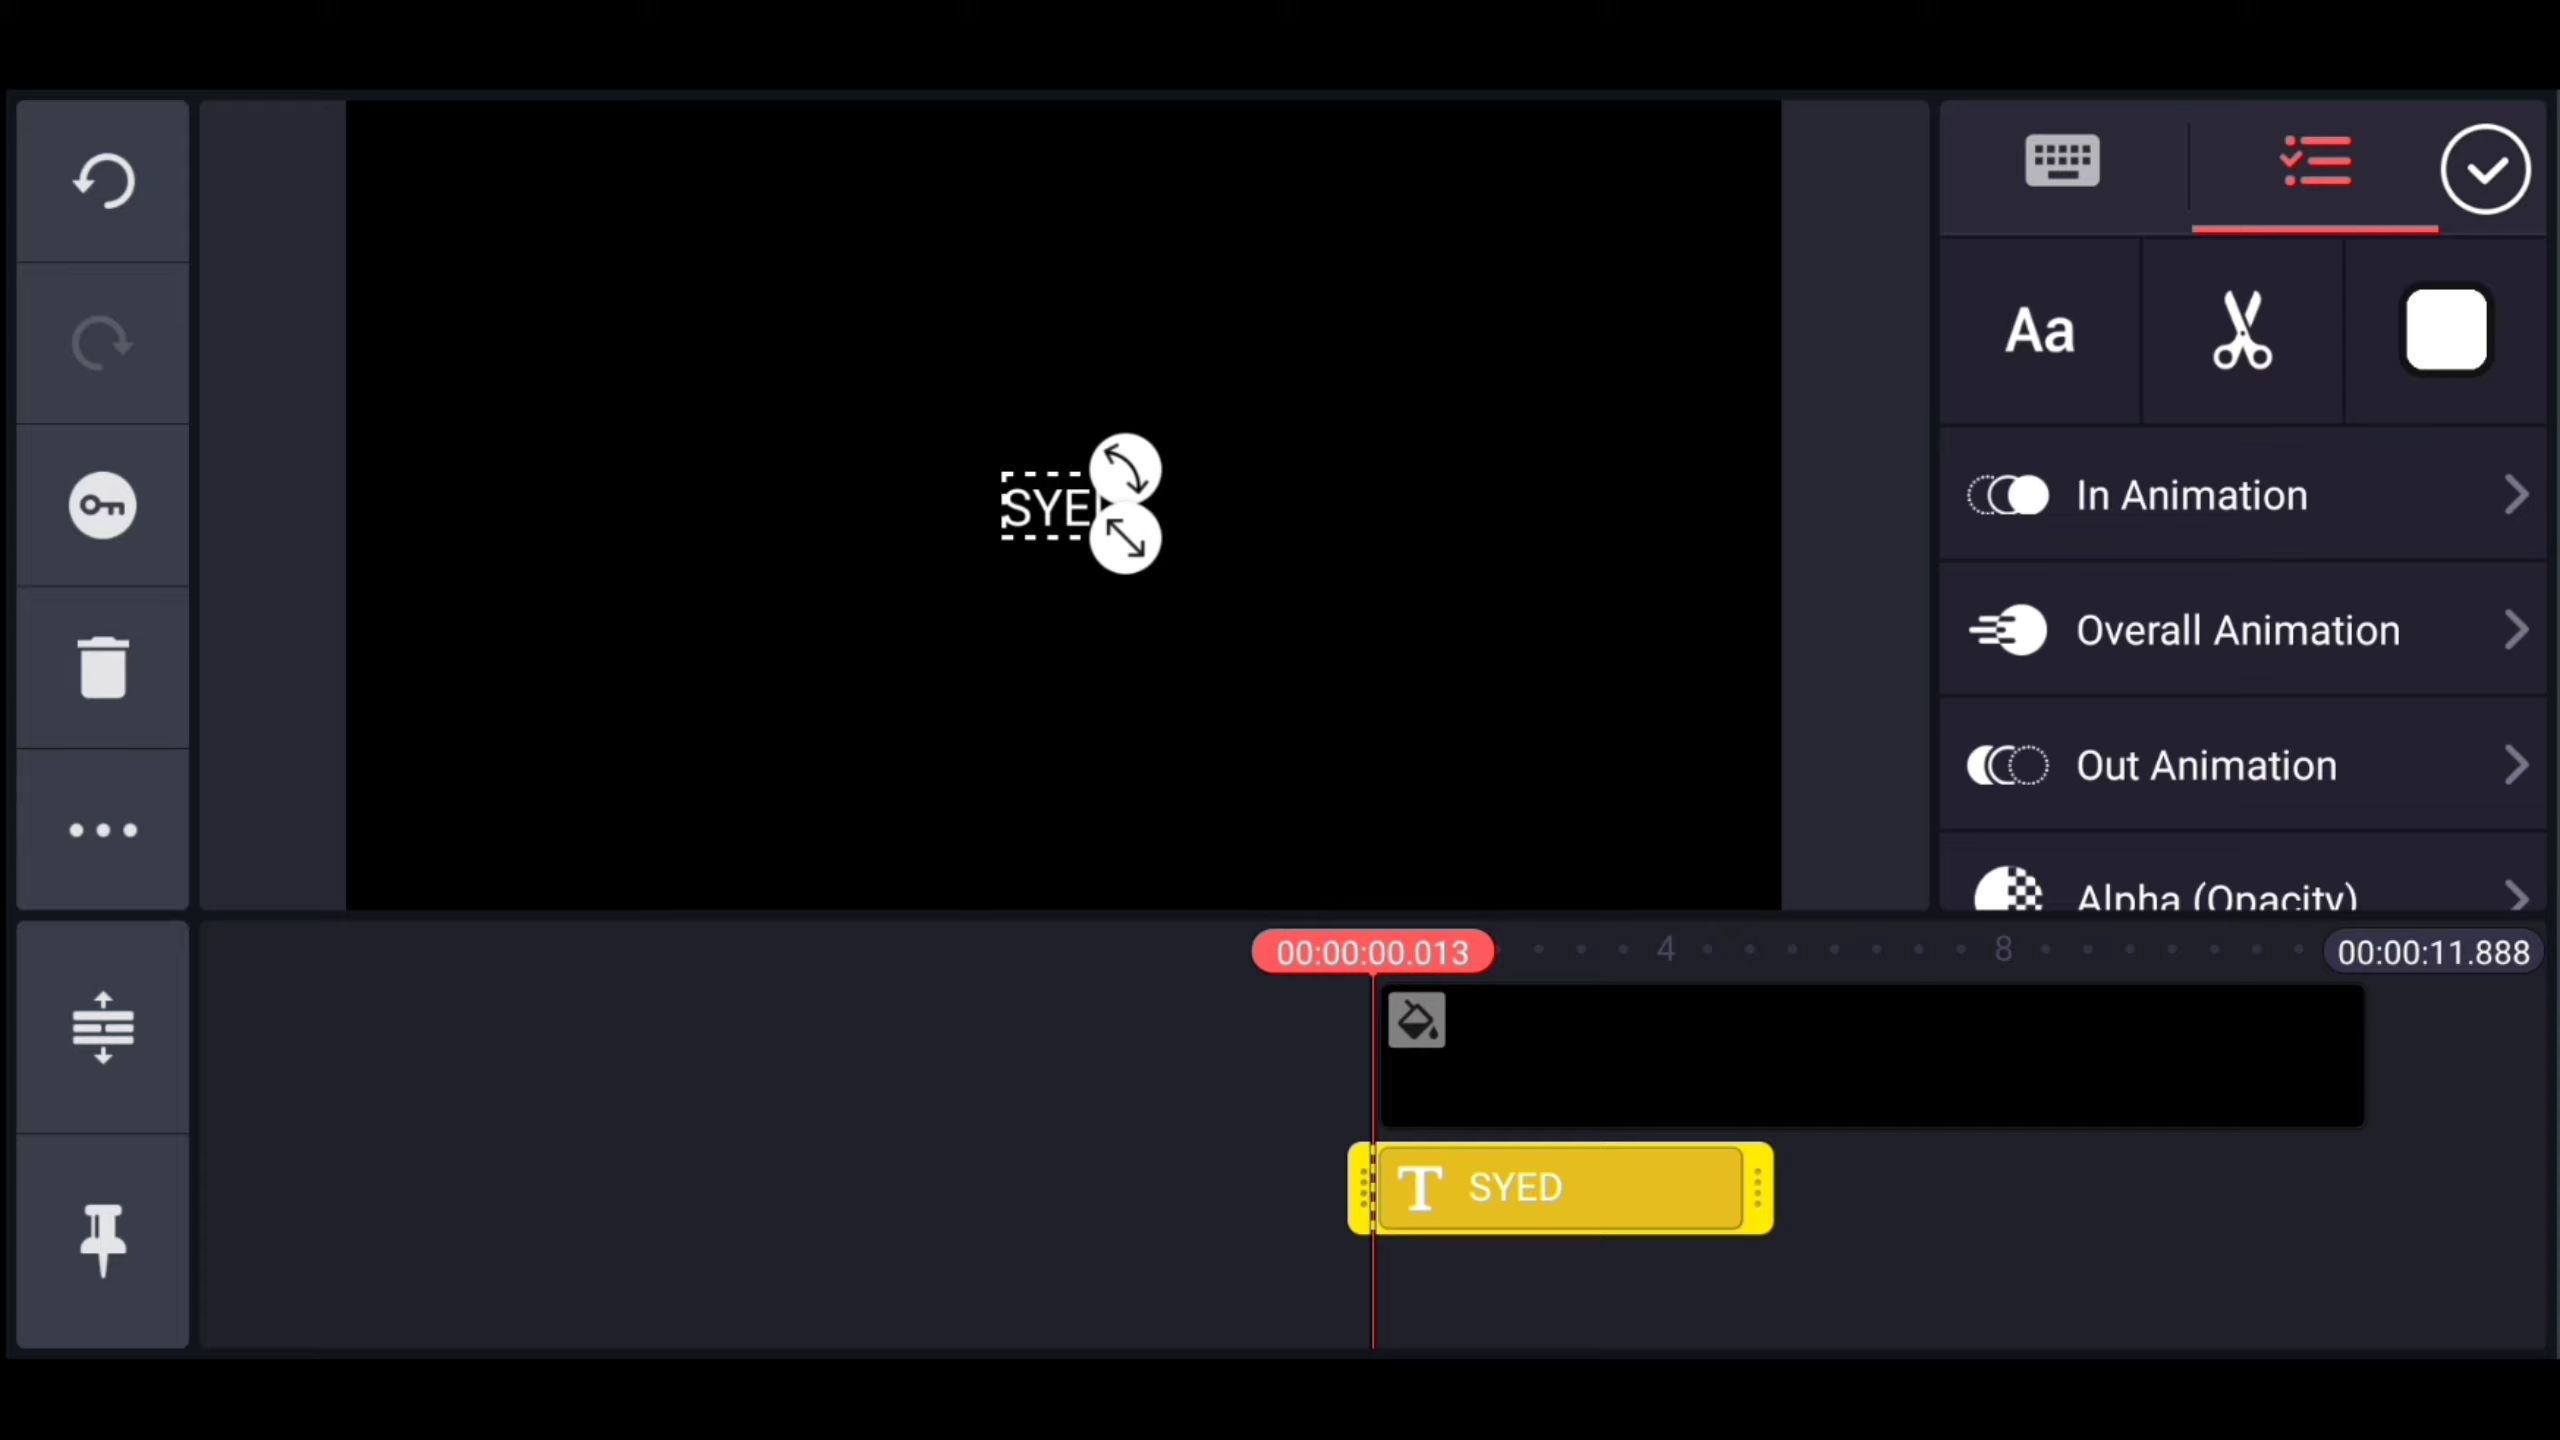 Aa
SYE
In Animation
Overall Animation
Out Animation
Alpha (Opacity)
00:00:00.013
4
8
00:00:11.888
T SYED